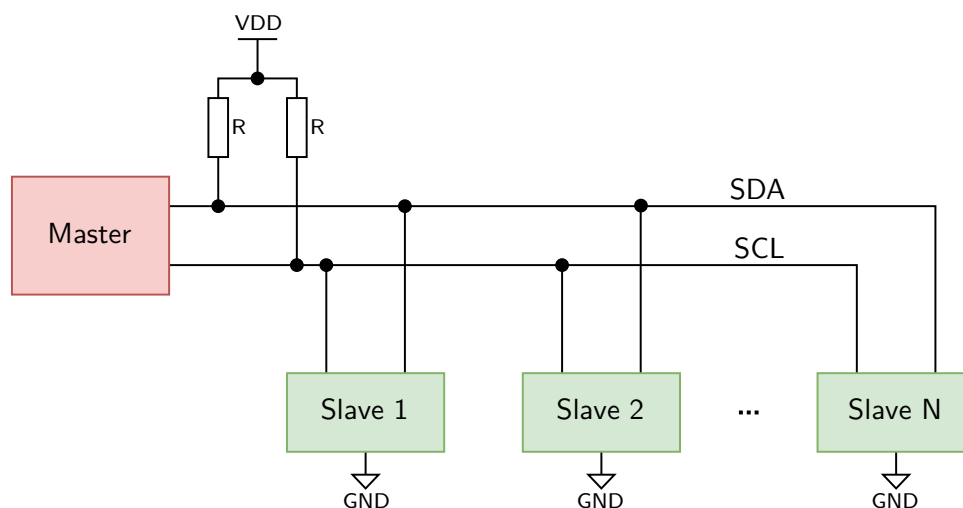 VDD
R
R
SDA
Master
SCL
Slave 1
Slave 2
...
Slave N
GND
GND
GND